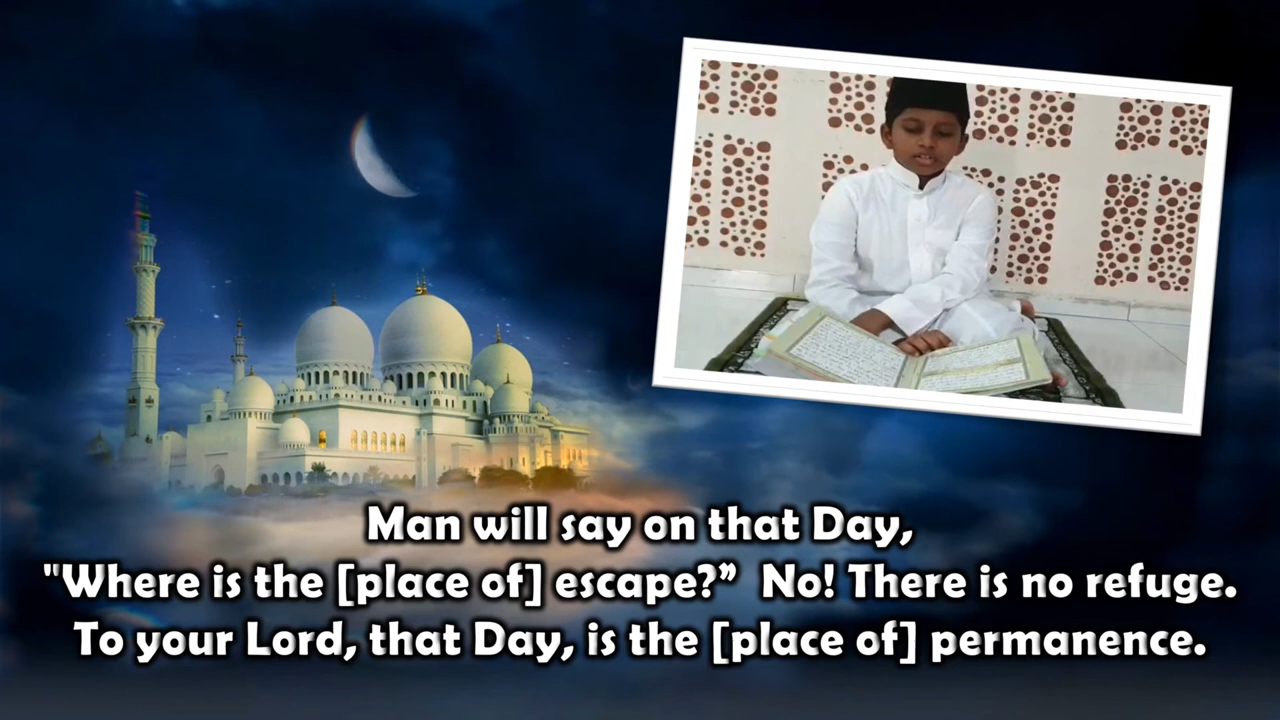 Man will say on that Day,
"Where is the [place of] escape?”  No! There is no refuge.
To your Lord, that Day, is the [place of] permanence.